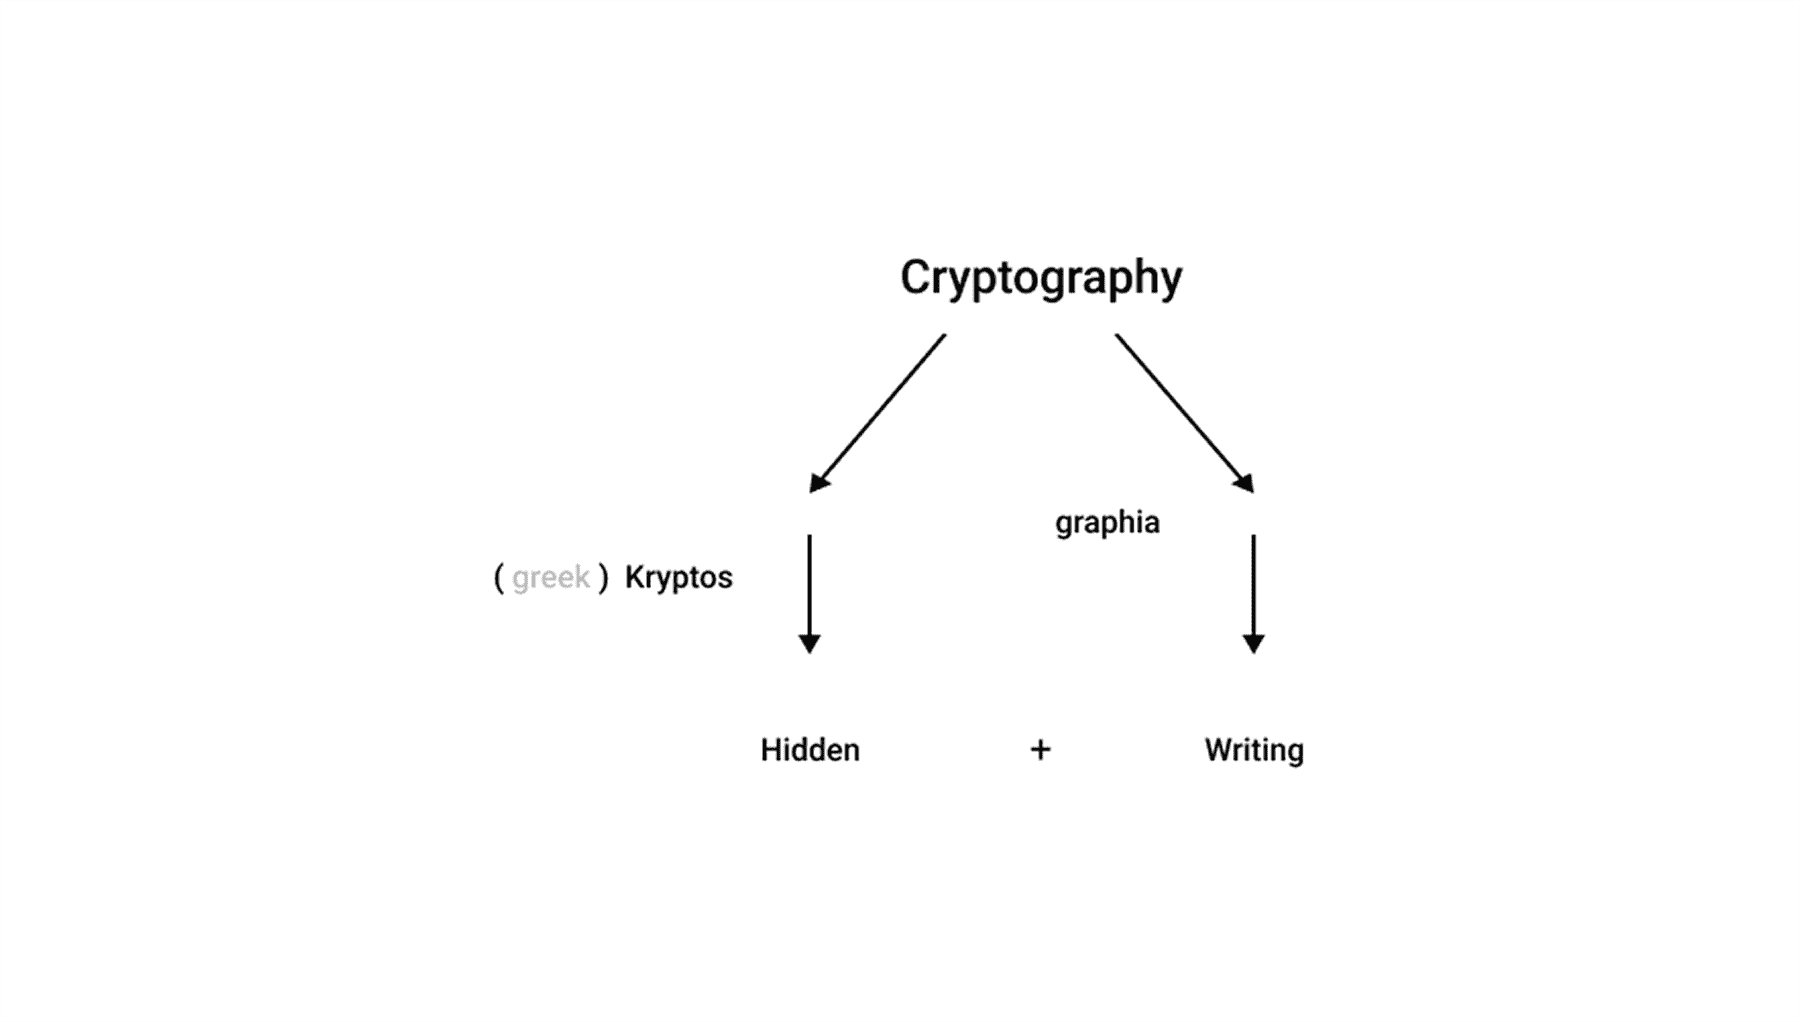 Cryptography
graphia
( greek ) Kryptos
Hidden + Writing